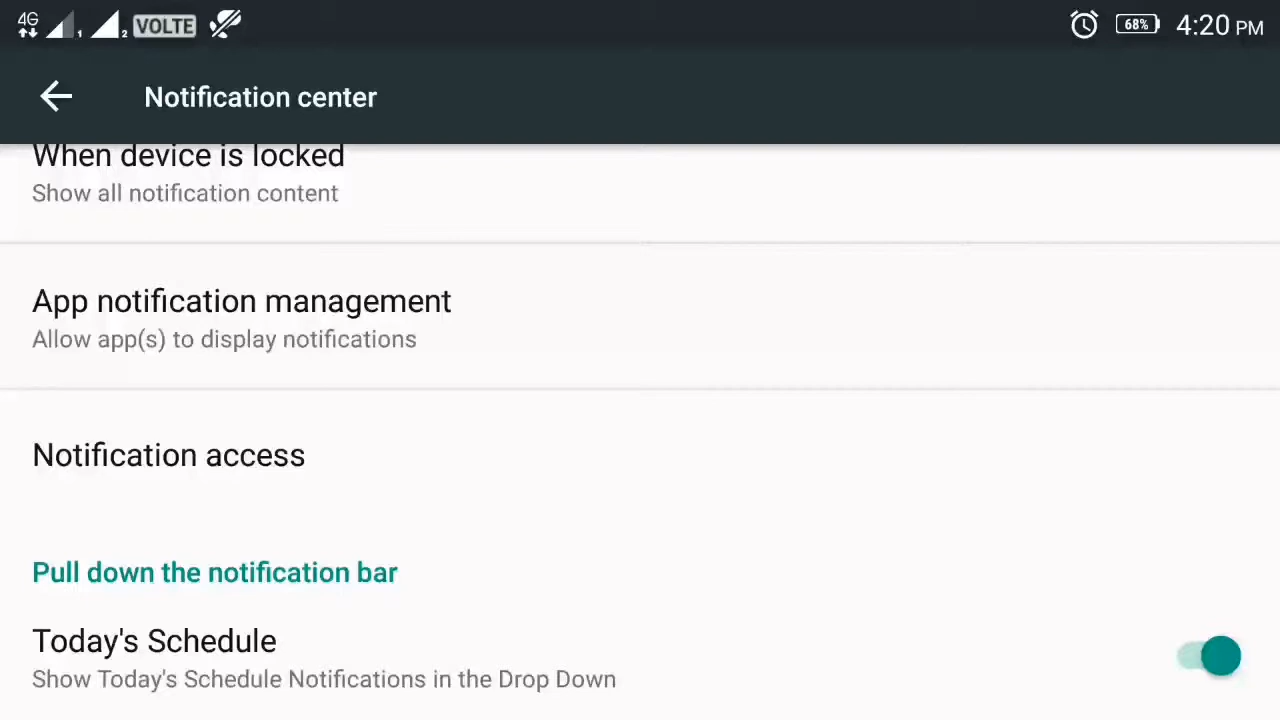 4G 1 2 VOLTE 68% 4:20 PM
Notification center
When device is locked
Show all notification content
App notification management
Allow app(s) to display notifications
Notification access
Pull down the notification bar
Today's Schedule
Show Today's Schedule Notifications in the Drop Down